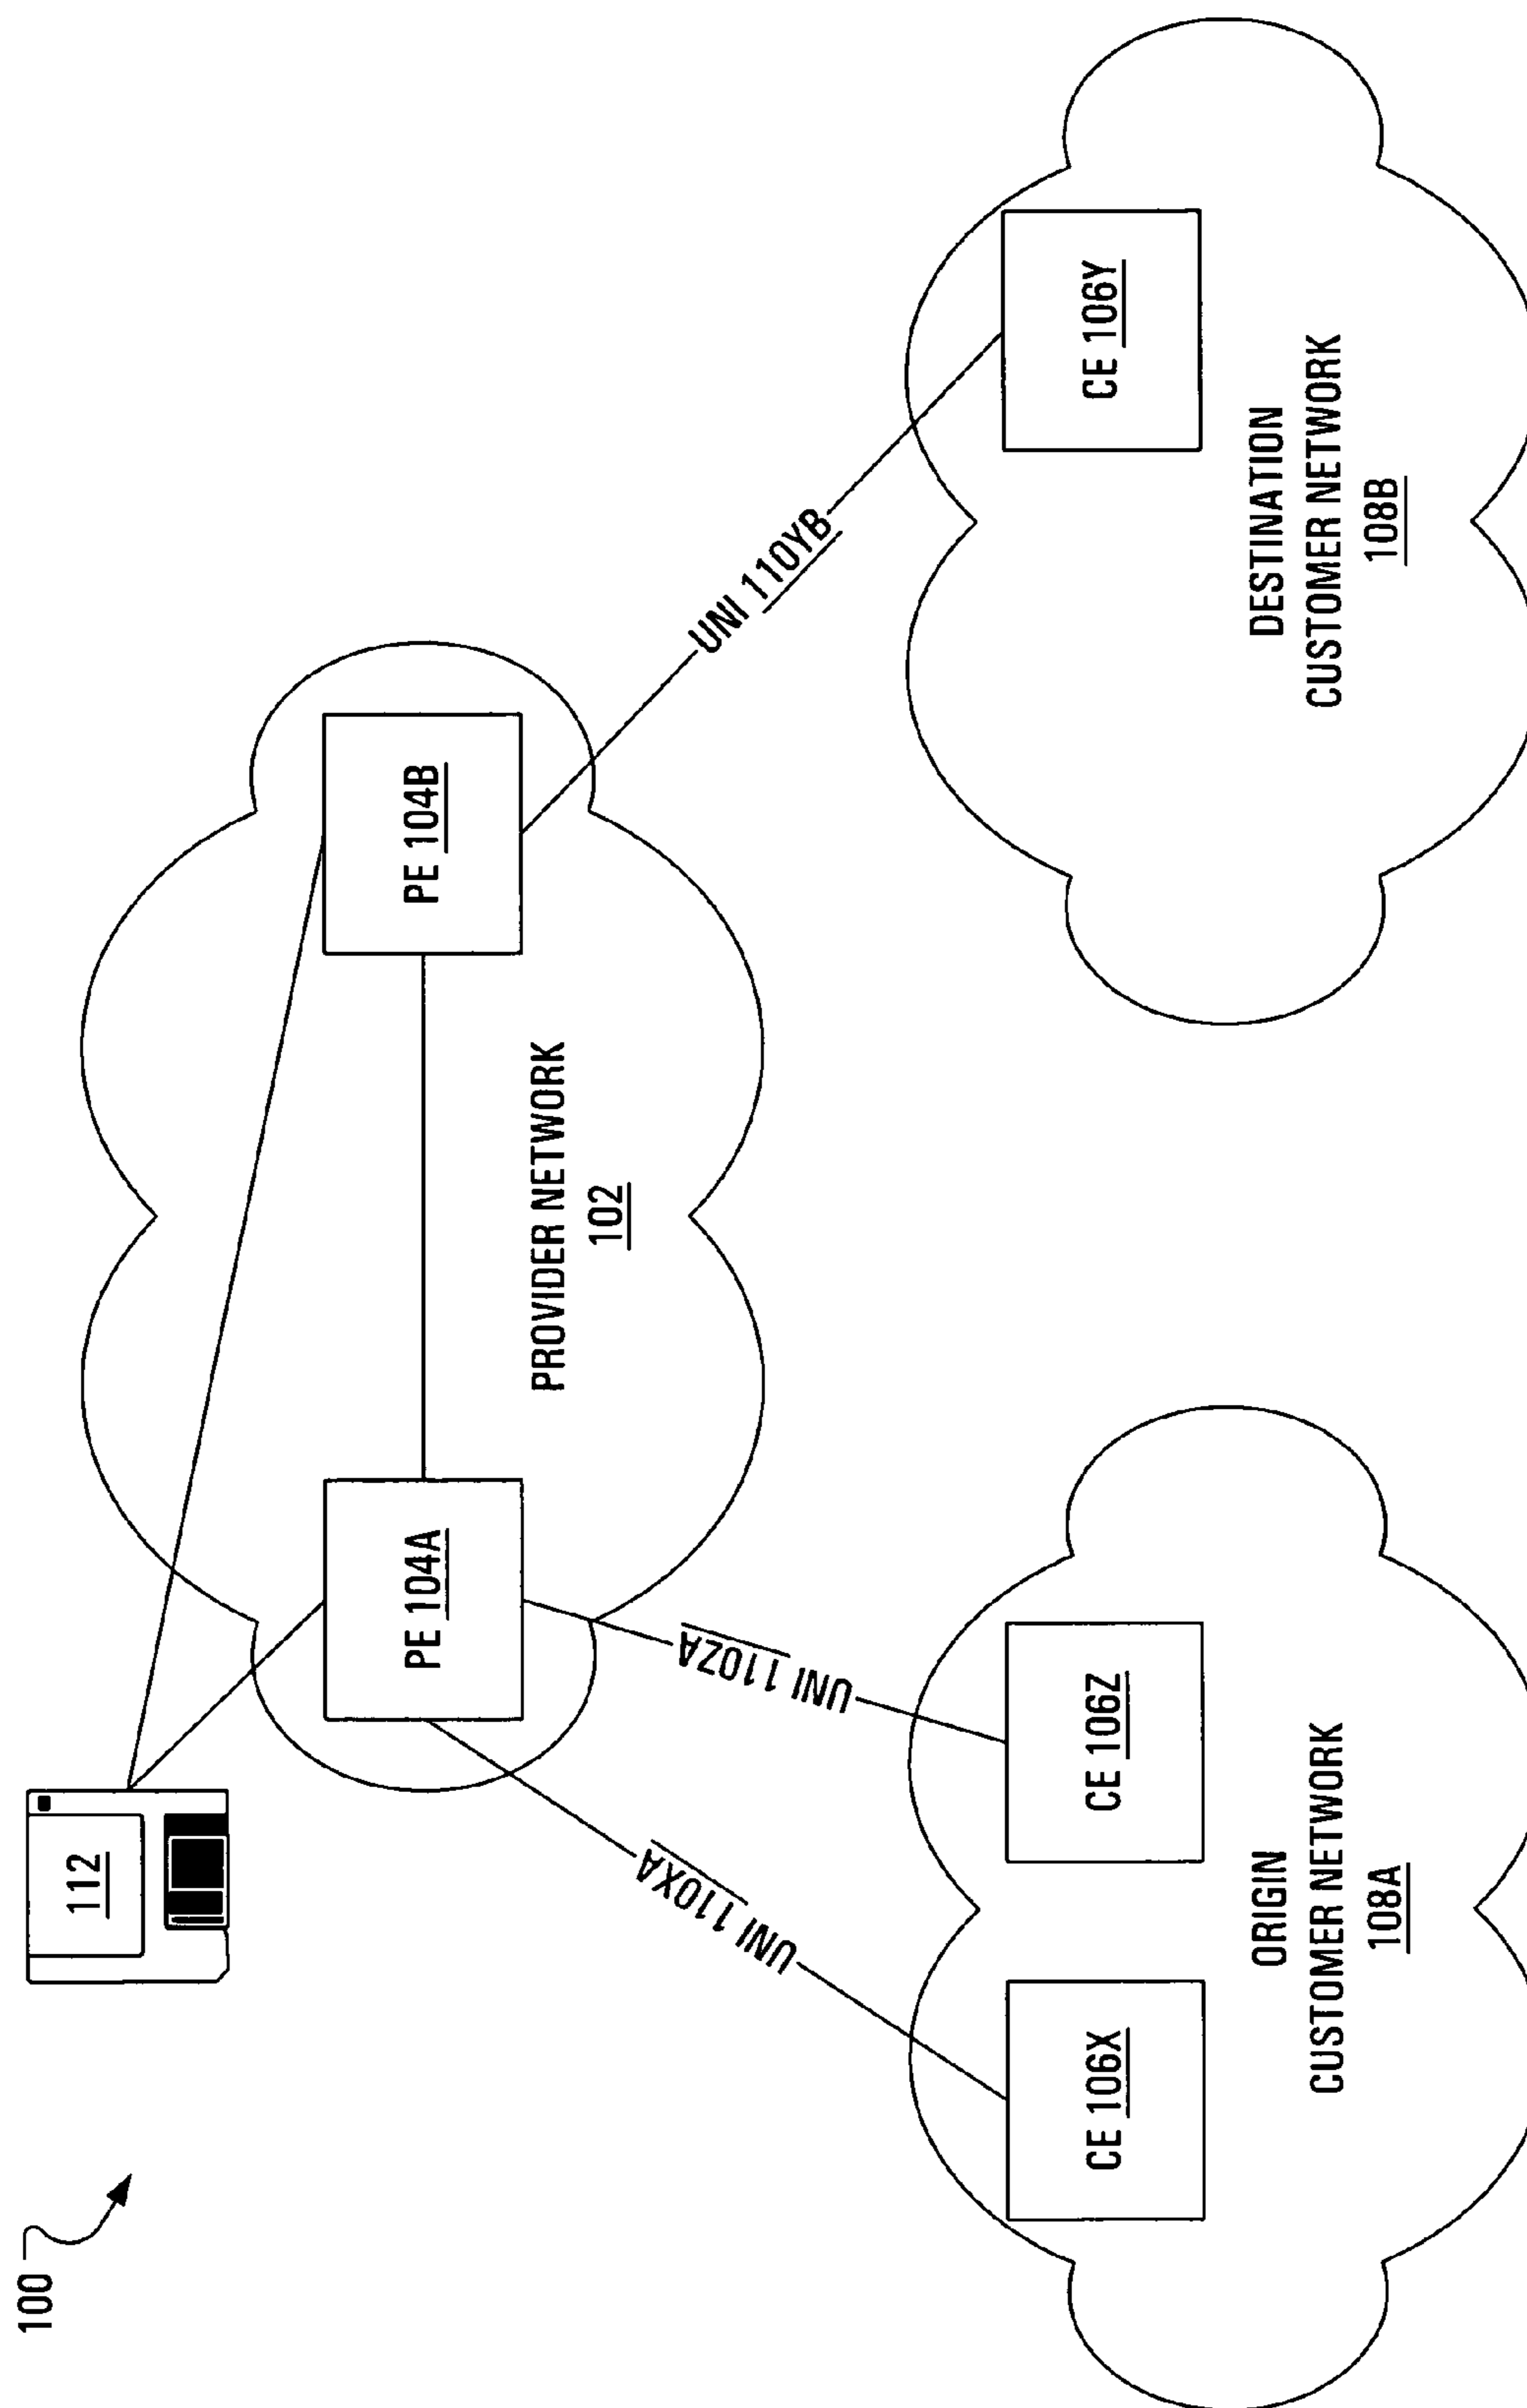 100
112
PE 104A
PE 104B
PROVIDER NETWORK
102
UNI 110XA
UNI 110ZA
UNI 110YB
CE 106X
CE 106Z
ORIGIN
CUSTOMER NETWORK
108A
CE 106Y
DESTINATION
CUSTOMER NETWORK
108B